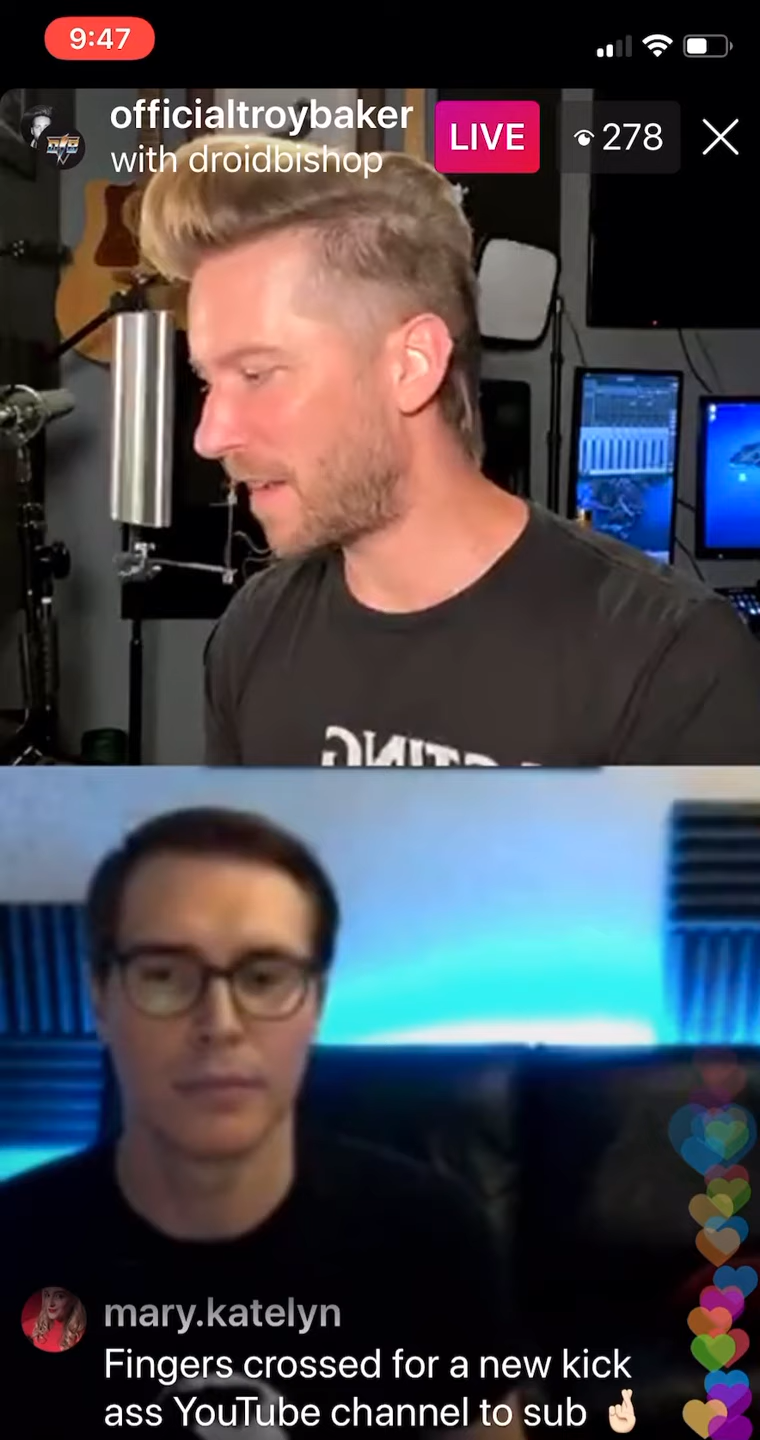 9:47
officialtroybaker
LIVE
278
with droidbishop
mary.katelyn
Fingers crossed for a new kick
ass YouTube channel to sub 🤞🏻